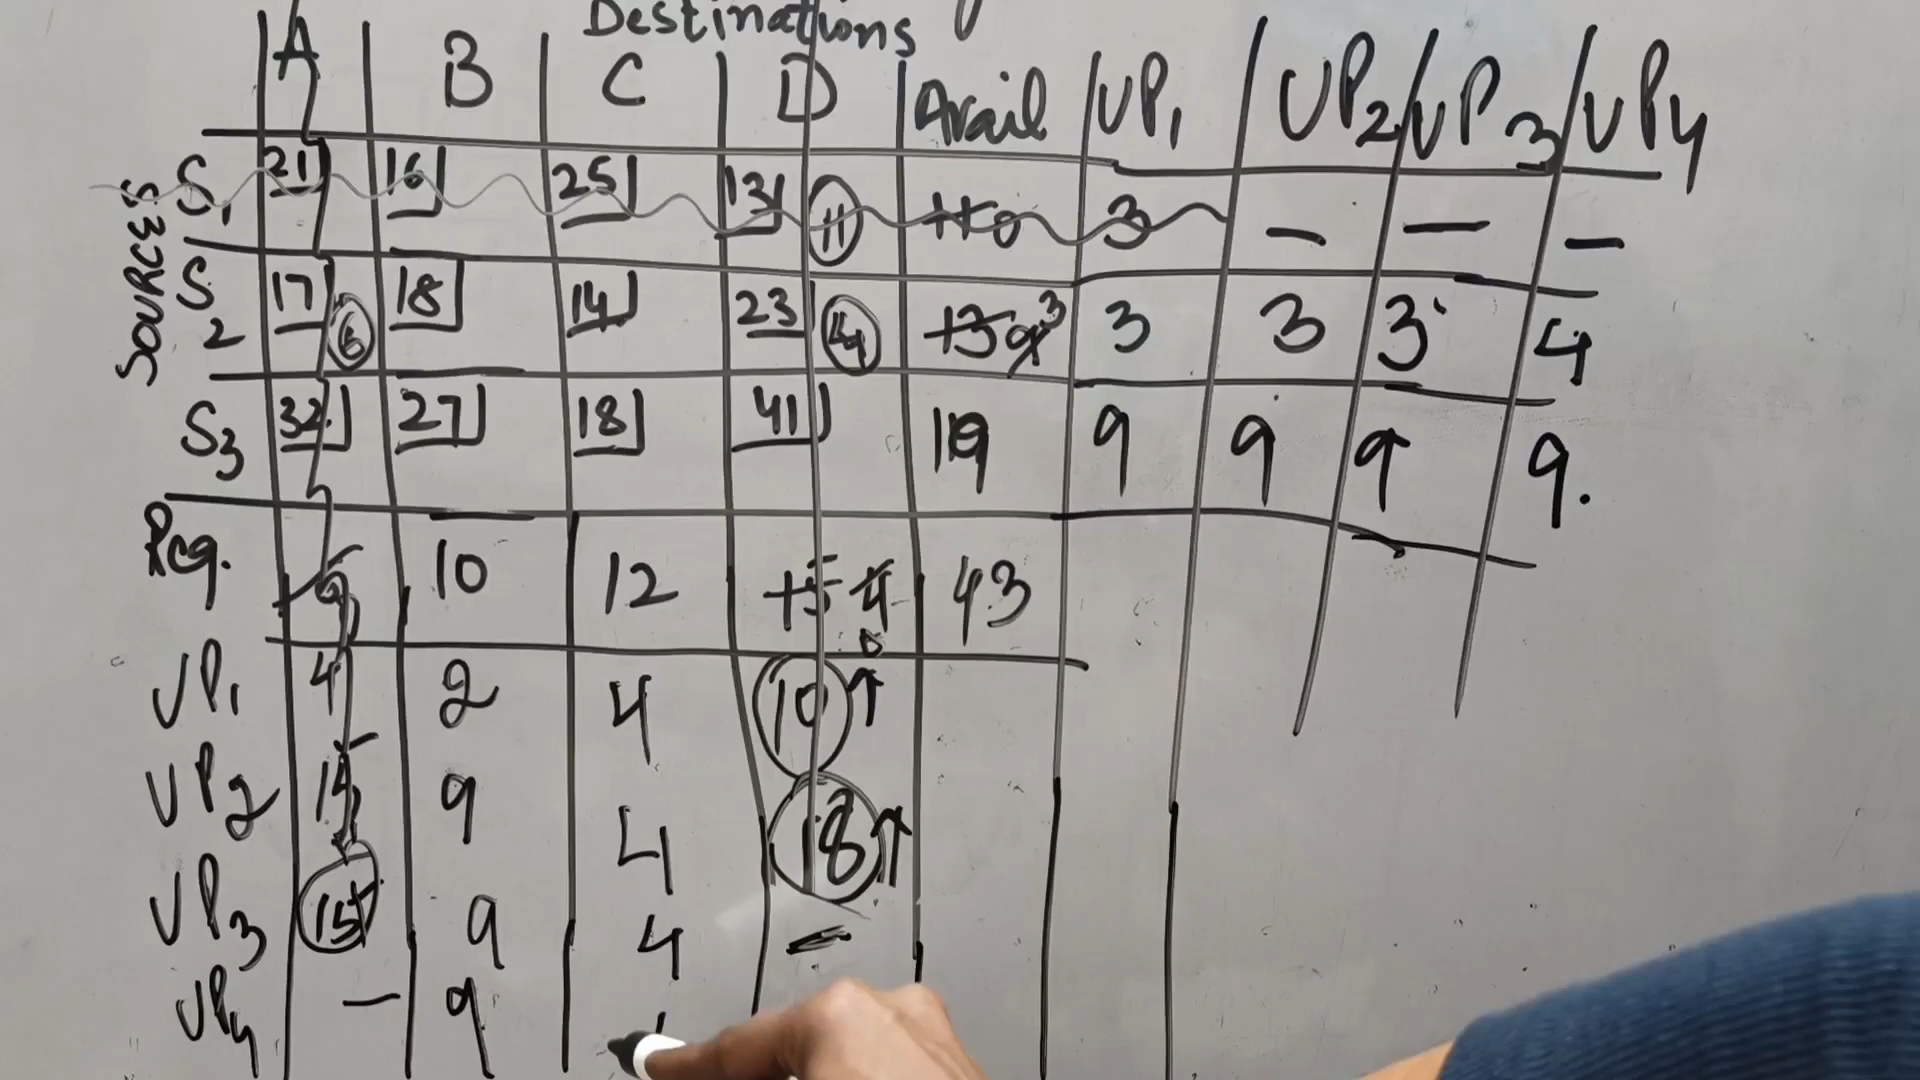 Destinations
A B C D Avail UP1 UP2 UP3 UP4
SOURCES
S1 21 16 25 13 11 11 0 3 — — —
S2 17 6 18 14 23 4 13 9 3 3 3 3 4
S3 32 27 18 41 19 9 9 9 9.
Req. 6 10 12 15 4 0 43
UP1 4 2 4 10↑
UP2 15 9 4 18↑
UP3 15 9 4 —
UP4 — 9